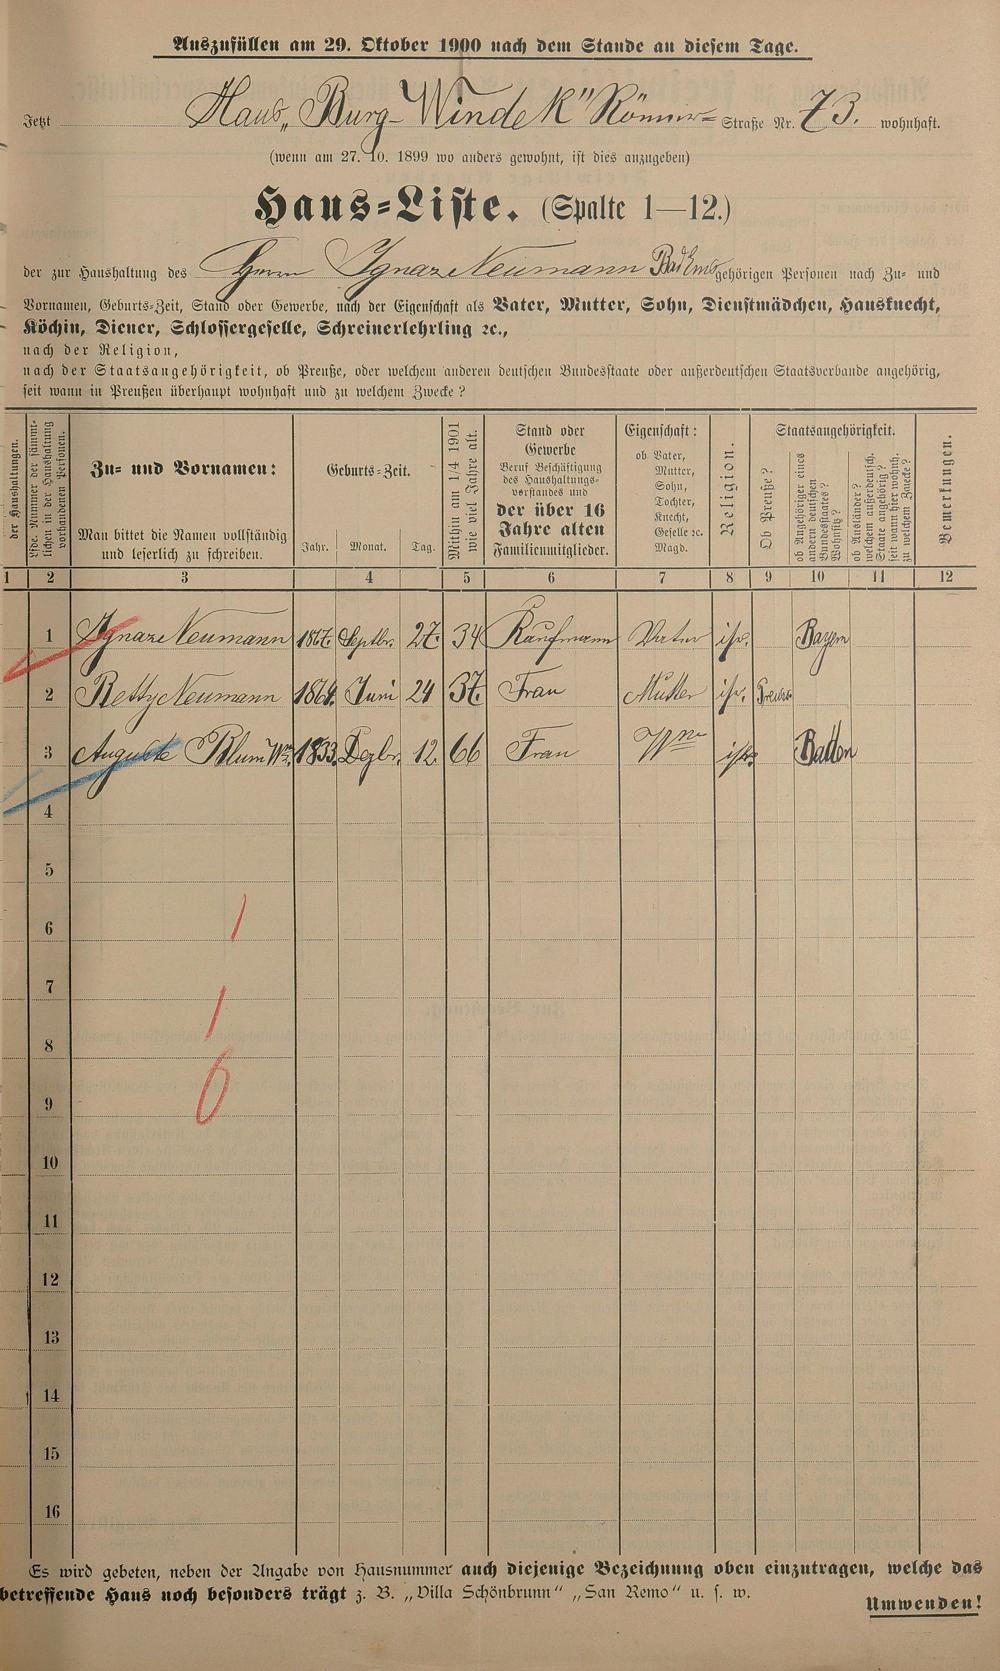 Auszufüllen am 29. Oktober 1900 nach dem Stande an diesem Tage.
Jetzt Haus „Burg-Windek" Römer= Straße Nr. 73. wohnhaft.
(wenn am 27. 10. 1899 wo anders gewohnt, ist dies anzugeben)
Haus=Liste. (Spalte 1—12.)
der zur Haushaltung des Herrn Ignaz Neumann Bad Ems gehörigen Personen nach Zu- und
Vornamen, Geburts-Zeit, Stand oder Gewerbe, nach der Eigenschaft als Vater, Mutter, Sohn, Dienstmädchen, Hausknecht,
Köchin, Diener, Schlossergeselle, Schreinerlehrling ꝛc.,
nach der Religion,
nach der Staatsangehörigkeit, ob Preuße, oder welchem anderen deutschen Bundesstaate oder außerdeutschen Staatsverbande angehörig,
seit wann in Preußen überhaupt wohnhaft und zu welchem Zwecke?
der Haushaltungen.
Lfde. Nummer der sämmt-
lichen in der Haushaltung
vorhandenen Personen.
Zu- und Vornamen:
Man bittet die Namen vollständig
und leserlich zu schreiben.
Geburts-Zeit.
Jahr. Monat. Tag.
Mithin am 1/4 1901
wie viel Jahre alt.
Stand oder
Gewerbe
Beruf Beschäftigung
des Haushaltungs-
vorstandes und
der über 16
Jahre alten
Familienmitglieder.
Eigenschaft:
ob Vater,
Mutter,
Sohn,
Tochter,
Knecht,
Geselle ꝛc.
Magd.
Religion.
Staatsangehörigkeit.
Ob Preuße?
ob Angehöriger eines
andern deutschen
Bundesstaates?
Wohnsitz?
ob Ausländer?
welchem außerdeutsch.
Staate angehörig?
seit wann hier wohnh.
zu welchem Zwecke?
Bemerkungen.
1 2 3 4 5 6 7 8 9 10 11 12
1 Ignaz Neumann 1867. Septbr. 27. 34 Kaufmann Vater isr. Bayern
2 Betty Neumann 1864. Juni 24 37. Frau Mutter isr. Preuss.
3 Auguste Blum Wwe. 1833. Dezbr. 12. 66 Frau Wwe isr. Baden
4
5
6
1
7
1
8
6
9
10
11
12
13
14
15
16
Es wird gebeten, neben der Angabe von Hausnummer auch diejenige Bezeichnung oben einzutragen, welche das
betreffende Haus noch besonders trägt z. B. „Villa Schönbrunn" „San Remo" u. s. w.
Umwenden!